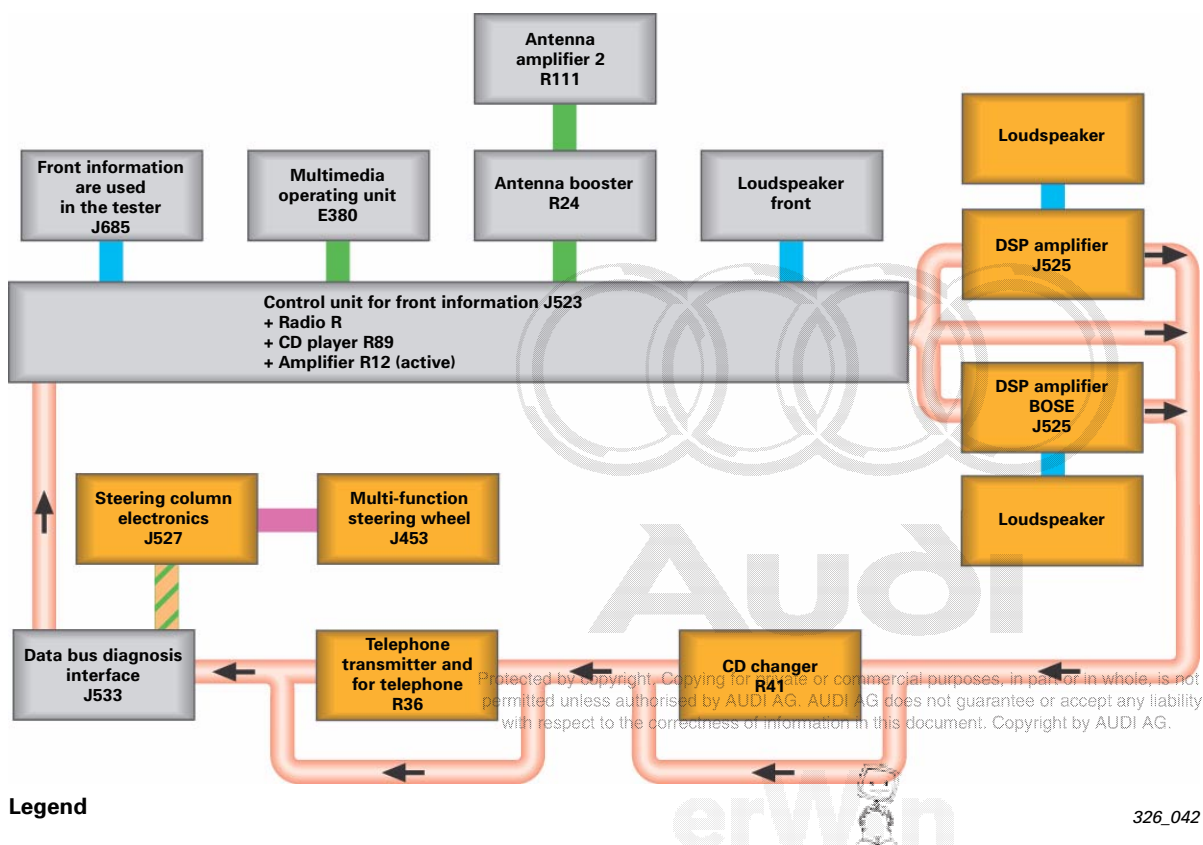 Antenna
amplifier 2
R111
Front information
are used
in the tester
J685
Multimedia
operating unit
E380
Antenna booster
R24
Loudspeaker
front
Loudspeaker
DSP amplifier
J525
Control unit for front information J523
+ Radio R
+ CD player R89
+ Amplifier R12 (active)
DSP amplifier
BOSE
J525
Loudspeaker
Steering column
electronics
J527
Multi-function
steering wheel
J453
Audi
Data bus diagnosis
interface
J533
Telephone
transmitter and
for telephone
R36
CD changer
R41
Protected by copyright. Copying for private or commercial purposes, in part or in whole, is not
permitted unless authorised by AUDI AG. AUDI AG does not guarantee or accept any liability
with respect to the correctness of information in this document. Copyright by AUDI AG.
Legend
erWin
326_042